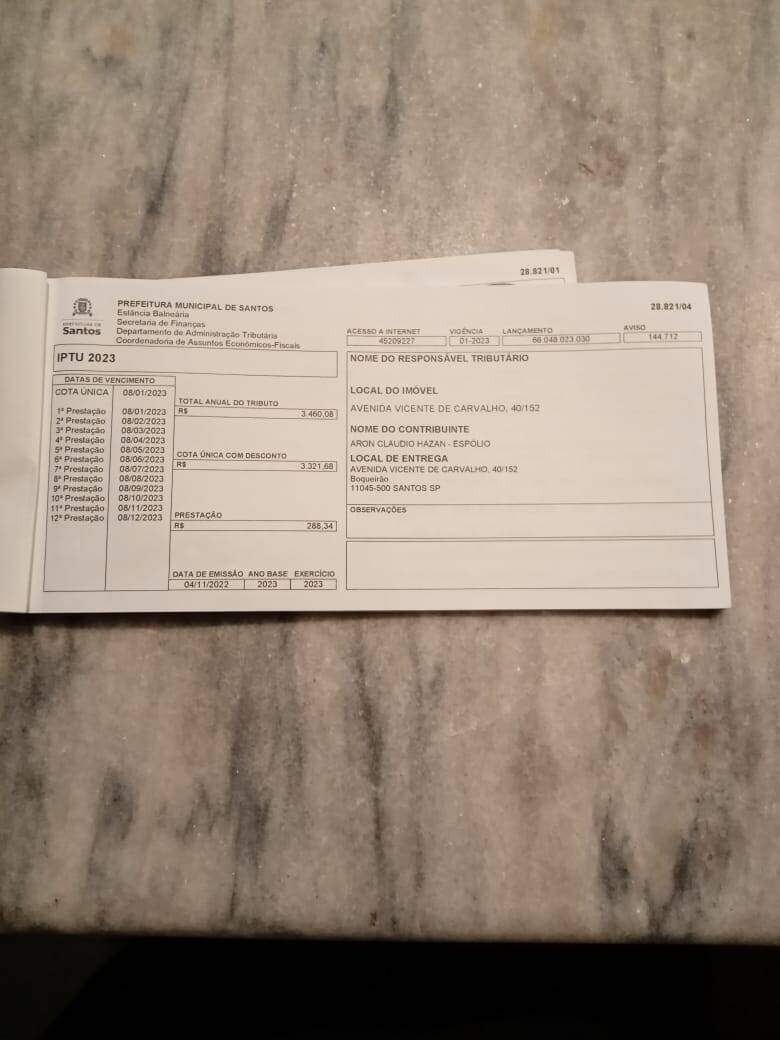 28.821/01
28.821/04
PREFEITURA DE
Santos
PREFEITURA MUNICIPAL DE SANTOS
Estância Balneária
Secretaria de Finanças
Departamento de Administração Tributária
Coordenadoria de Assuntos Econômicos-Fiscais
ACESSO A INTERNET
45209227
VIGÊNCIA
01-2023
LANÇAMENTO
66.048.023.030
AVISO
144.712
IPTU 2023
DATAS DE VENCIMENTO
COTA ÚNICA 08/01/2023
1ª Prestação 08/01/2023
2ª Prestação 08/02/2023
3ª Prestação 08/03/2023
4ª Prestação 08/04/2023
5ª Prestação 08/05/2023
6ª Prestação 08/06/2023
7ª Prestação 08/07/2023
8ª Prestação 08/08/2023
9ª Prestação 08/09/2023
10ª Prestação 08/10/2023
11ª Prestação 08/11/2023
12ª Prestação 08/12/2023
TOTAL ANUAL DO TRIBUTO
R$ 3.460,08
COTA ÚNICA COM DESCONTO
R$ 3.321,68
PRESTAÇÃO
R$ 288,34
DATA DE EMISSÃO ANO BASE EXERCÍCIO
04/11/2022 2023 2023
NOME DO RESPONSÁVEL TRIBUTÁRIO
LOCAL DO IMÓVEL
AVENIDA VICENTE DE CARVALHO, 40/152
NOME DO CONTRIBUINTE
ARON CLAUDIO HAZAN - ESPÓLIO
LOCAL DE ENTREGA
AVENIDA VICENTE DE CARVALHO, 40/152
Boqueirão
11045-500 SANTOS SP
OBSERVAÇÕES